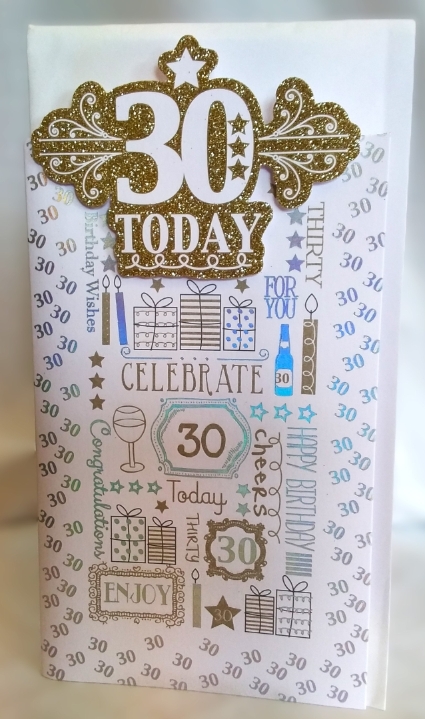 30
TODAY
Birthday Wishes
THIRTY
FOR
YOU
30
CELEBRATE
30
Congratulations
Cheers
HAPPY BIRTHDAY
Today
THIRTY
30
ENJOY
30